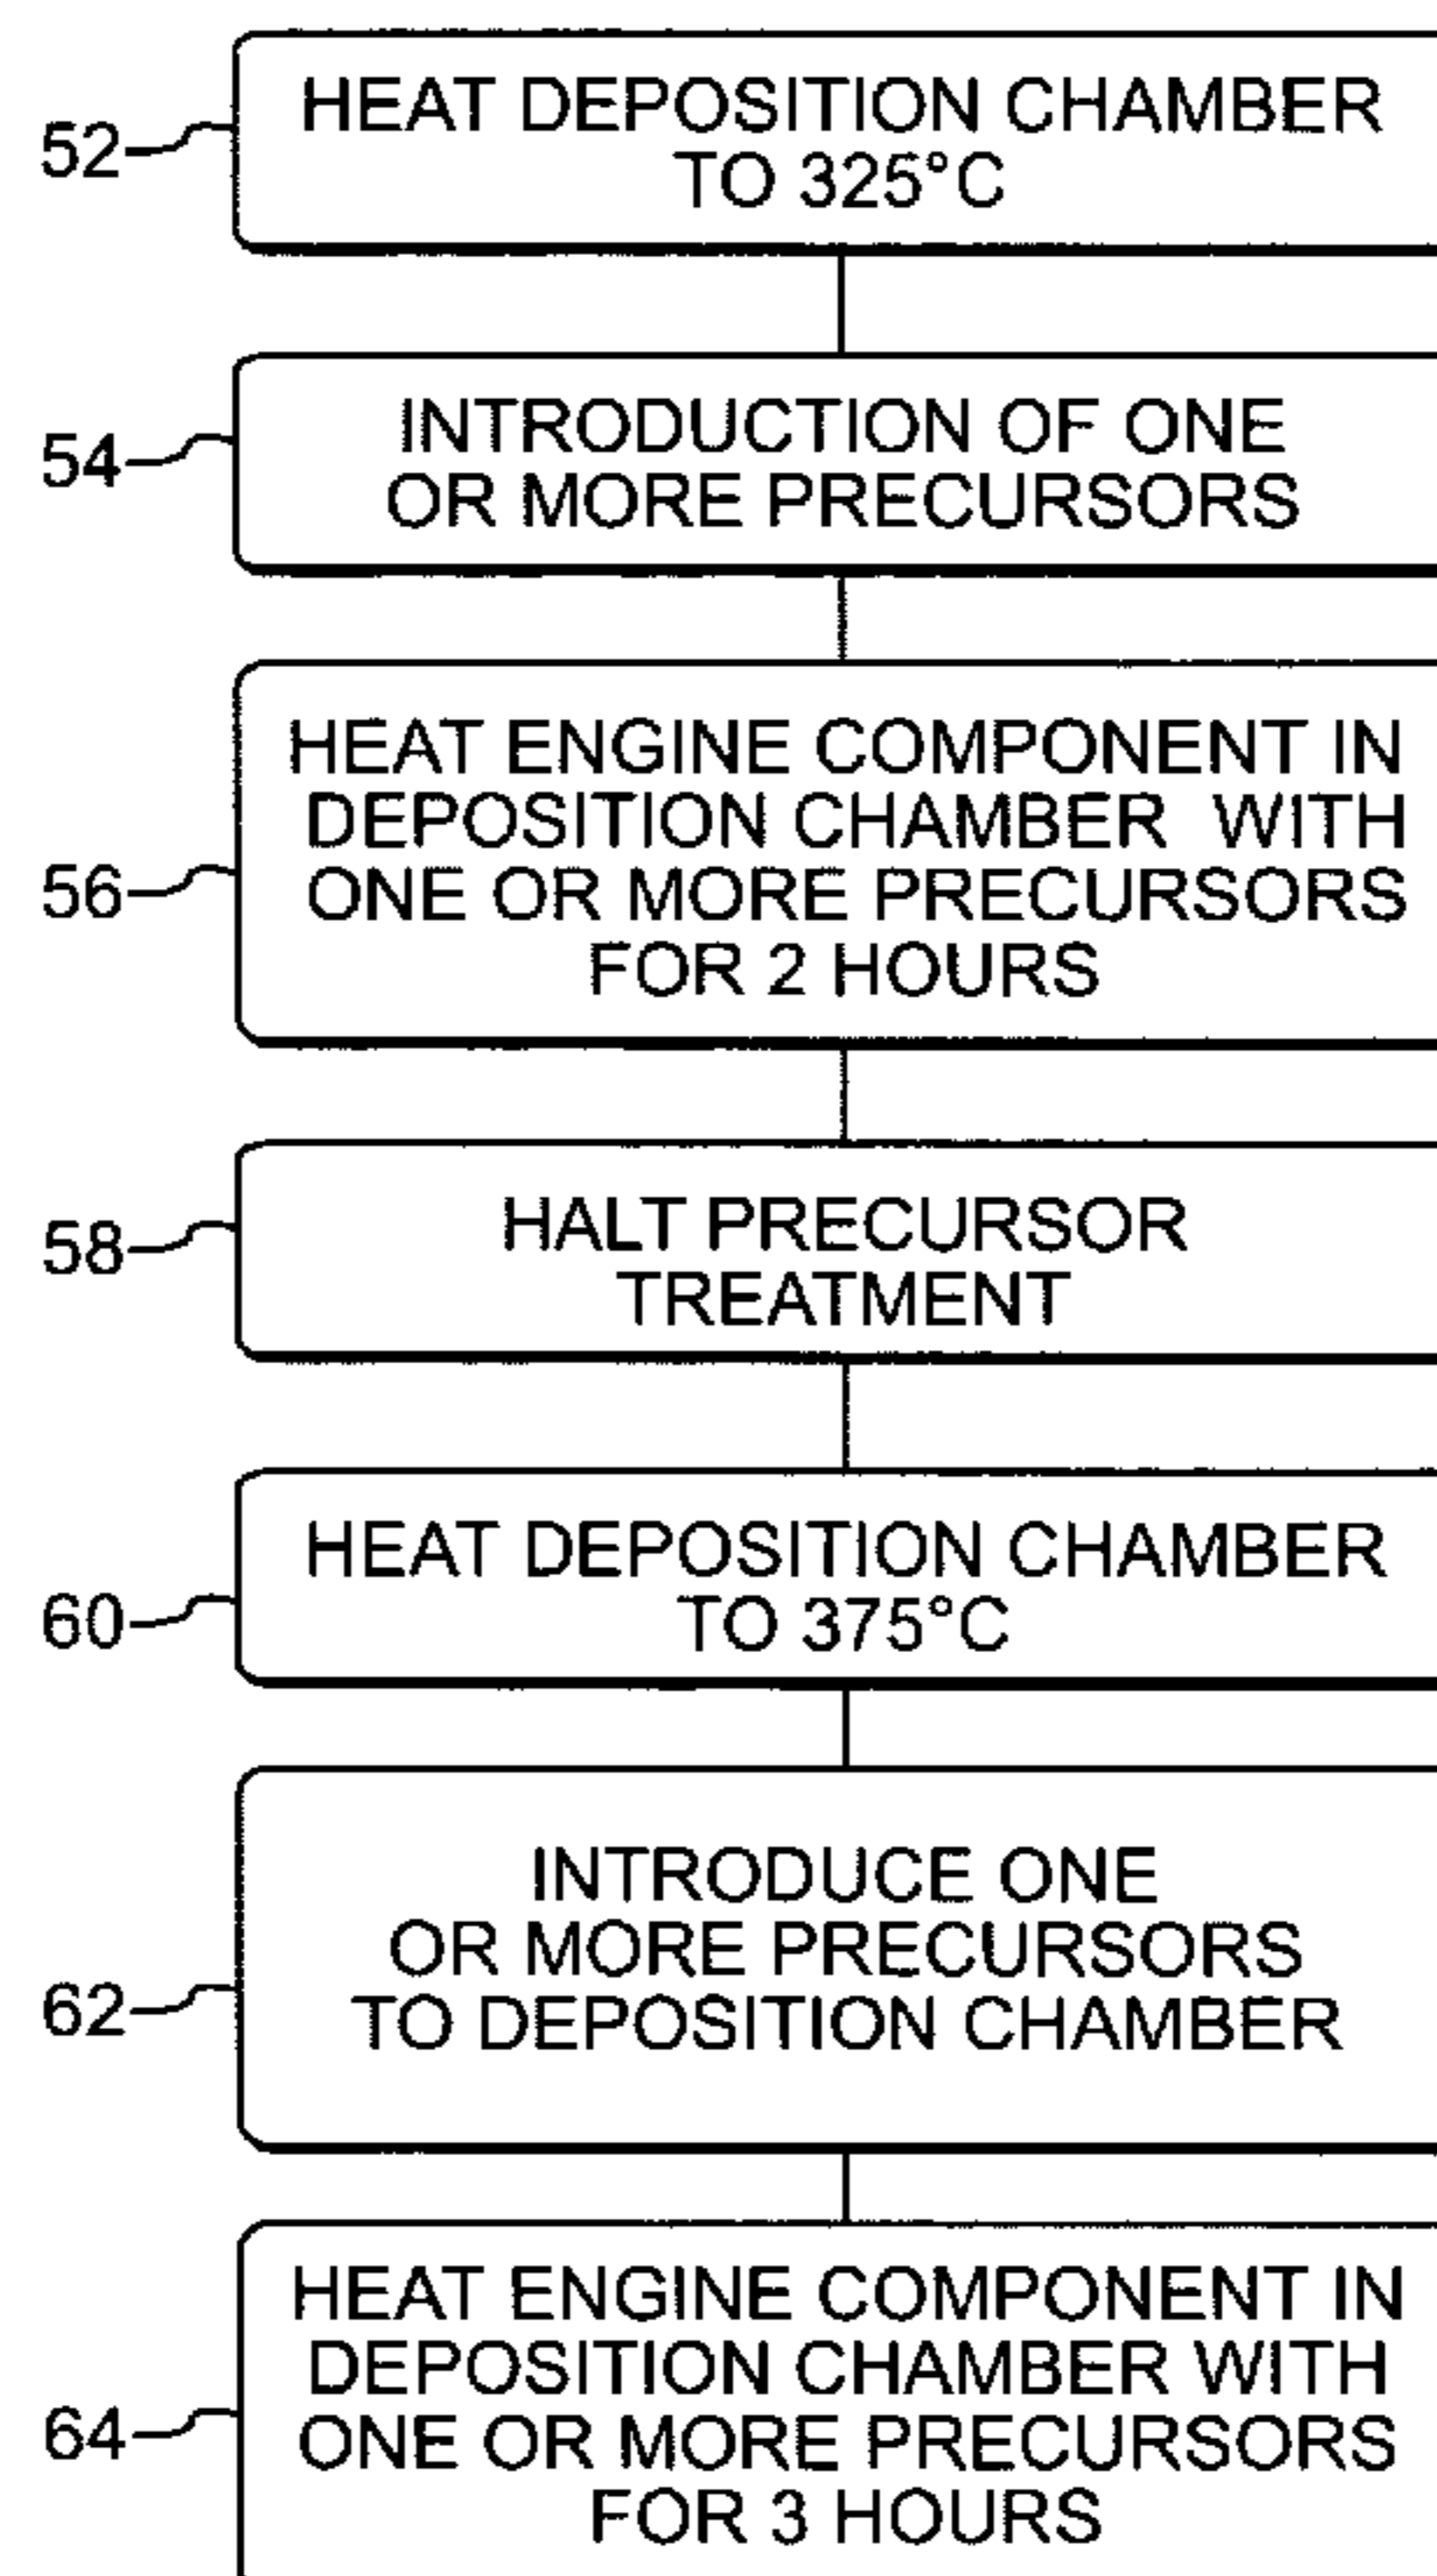 HEAT DEPOSITION CHAMBER
52
TO 325°C
INTRODUCTION OF ONE
54
OR MORE PRECURSORS
HEAT ENGINE COMPONENT IN
DEPOSITION CHAMBER WITH
56
ONE OR MORE PRECURSORS
FOR 2 HOURS
58
HALT PRECURSOR
TREATMENT
HEAT DEPOSITION CHAMBER
60
TO 375°C
INTRODUCE ONE
OR MORE PRECURSORS
62
TO DEPOSITION CHAMBER
HEAT ENGINE COMPONENT IN
DEPOSITION CHAMBER WITH
64
ONE OR MORE PRECURSORS
FOR 3 HOURS